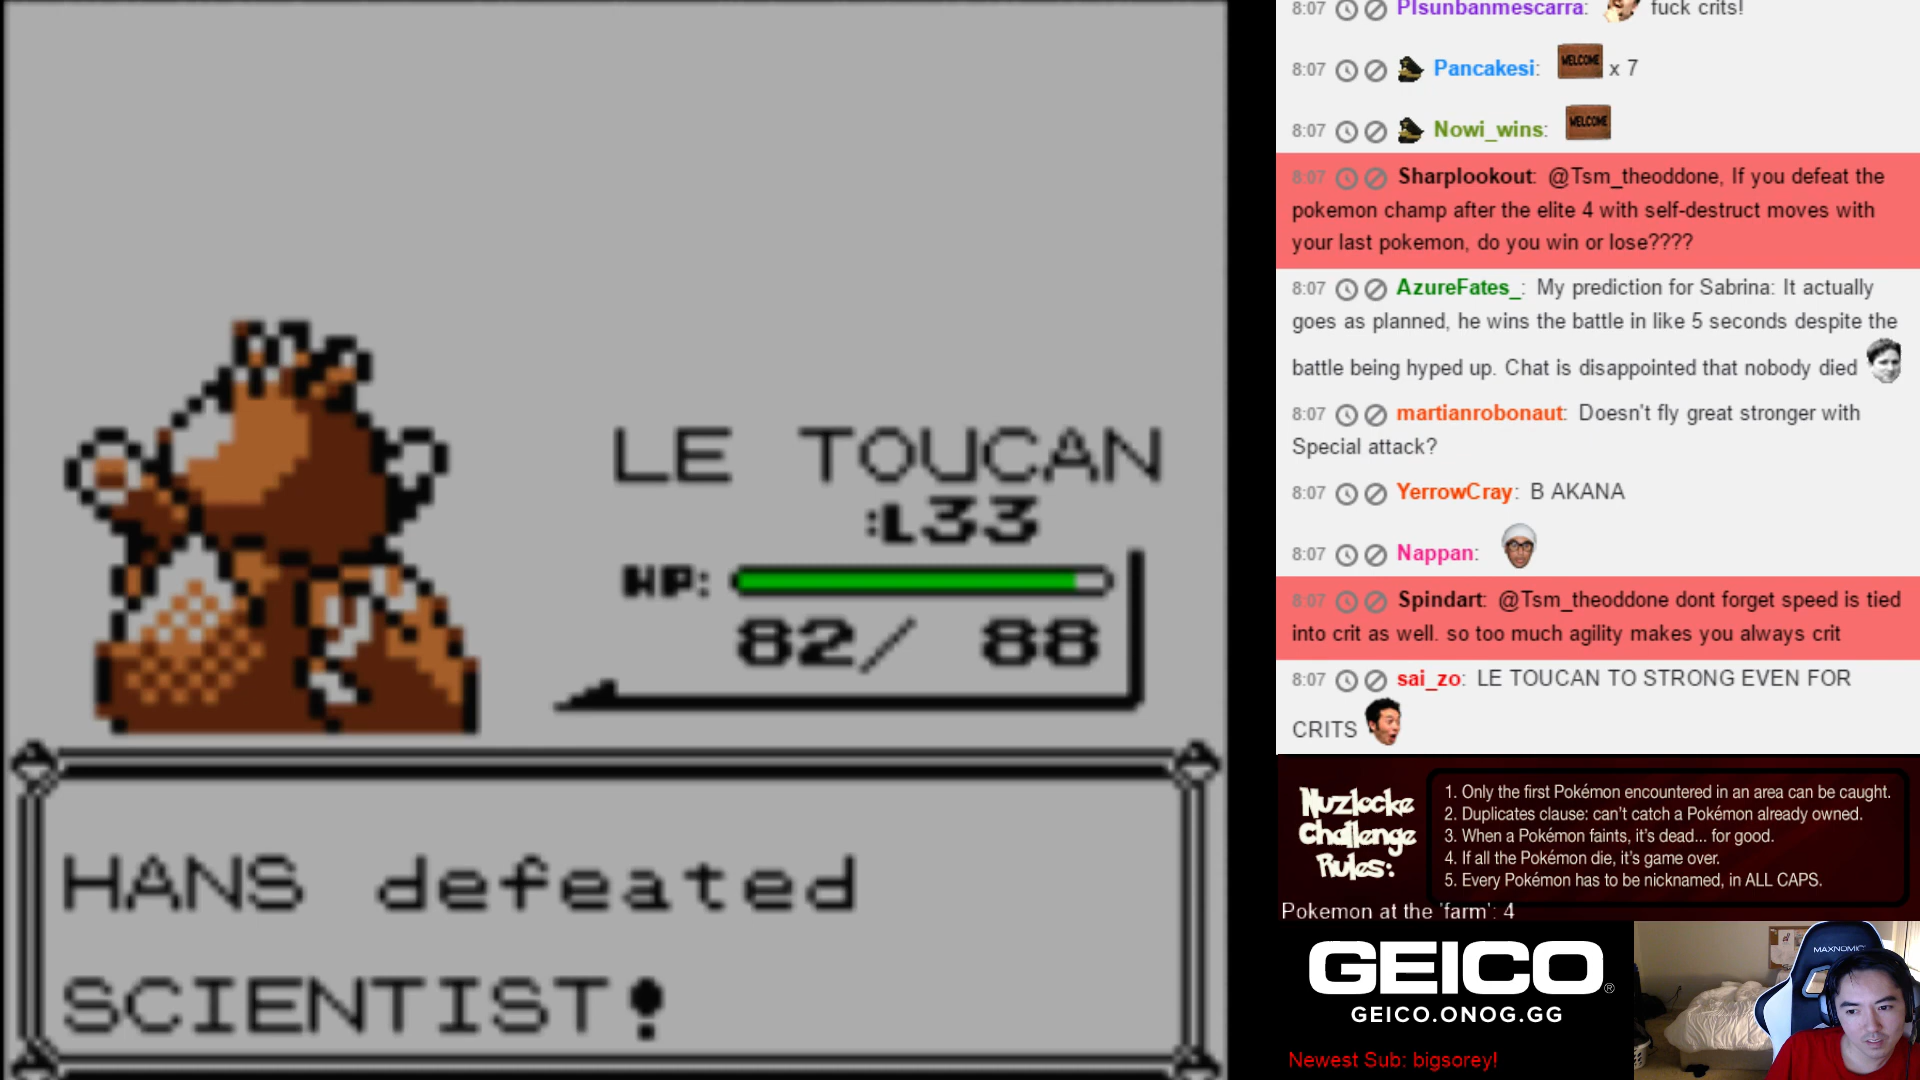 LE TOUCAN
:L33
HP:
82/ 88
HANS defeated
SCIENTIST!
8:07 Plsunbanmescarra: fuck crits!
8:07 Pancakesi: WELCOME x 7
8:07 Nowi_wins: WELCOME
8:07 Sharplookout: @Tsm_theoddone, If you defeat the
pokemon champ after the elite 4 with self-destruct moves with
your last pokemon, do you win or lose????
8:07 AzureFates_: My prediction for Sabrina: It actually
goes as planned, he wins the battle in like 5 seconds despite the
battle being hyped up. Chat is disappointed that nobody died
8:07 martianrobonaut: Doesn't fly great stronger with
Special attack?
8:07 YerrowCray: B AKANA
8:07 Nappan:
8:07 Spindart: @Tsm_theoddone dont forget speed is tied
into crit as well. so too much agility makes you always crit
8:07 sai_zo: LE TOUCAN TO STRONG EVEN FOR
CRITS
Nuzlocke
Challenge
Rules:
1. Only the first Pokémon encountered in an area can be caught.
2. Duplicates clause: can't catch a Pokémon already owned.
3. When a Pokémon faints, it's dead... for good.
4. If all the Pokémon die, it's game over.
5. Every Pokémon has to be nicknamed, in ALL CAPS.
Pokemon at the 'farm': 4
GEICO®
GEICO.ONOG.GG
Newest Sub: bigsorey!
MAXNOMIC